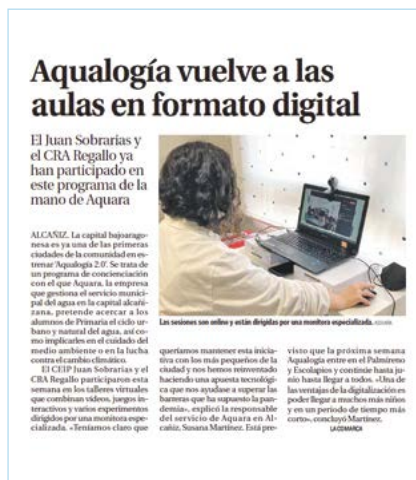 Aqualogía vuelve a las
aulas en formato digital
El Juan Sobrarias y
el CRA Regallo ya
han participado en
este programa de la
mano de Aquara
ALCAÑIZ. La capital bajoarago-
nesa es ya una de las primeras
ciudades de la comunidad en es-
trenar 'Aqualogía 2.0'. Se trata de
un programa de concienciación
con el que Aquara, la empresa
que gestiona el servicio munici-
pal del agua en la capital alcañi-
zana, pretende acercar a los
alumnos de Primaria el ciclo ur-
bano y natural del agua, así co-
mo implicarles en el cuidado del
medio ambiente o en la lucha
contra el cambio climático.
El CEIP Juan Sobrarias y el
CRA Regallo participaron esta
semana en los talleres virtuales
que combinan vídeos, juegos in-
teractivos y varios experimentos
dirigidos por una monitora espe-
cializada. «Teníamos claro que
Las sesiones son online y están dirigidas por una monitora especializada. AQUARA
queríamos mantener esta inicia-
tiva con los más pequeños de la
ciudad y nos hemos reinventado
haciendo una apuesta tecnológi-
ca que nos ayudase a superar las
barreras que ha supuesto la pan-
demia», explicó la responsable
del servicio de Aquara en Al-
cañiz, Susana Martínez. Está pre-
visto que la próxima semana
Aqualogía entre en el Palmireno
y Escolapios y continúe hasta ju-
nio hasta llegar a todos. «Una de
las ventajas de la digitalización es
poder llegar a muchos más niños
y en un periodo de tiempo más
corto», concluyó Martínez.
LA COMARCA